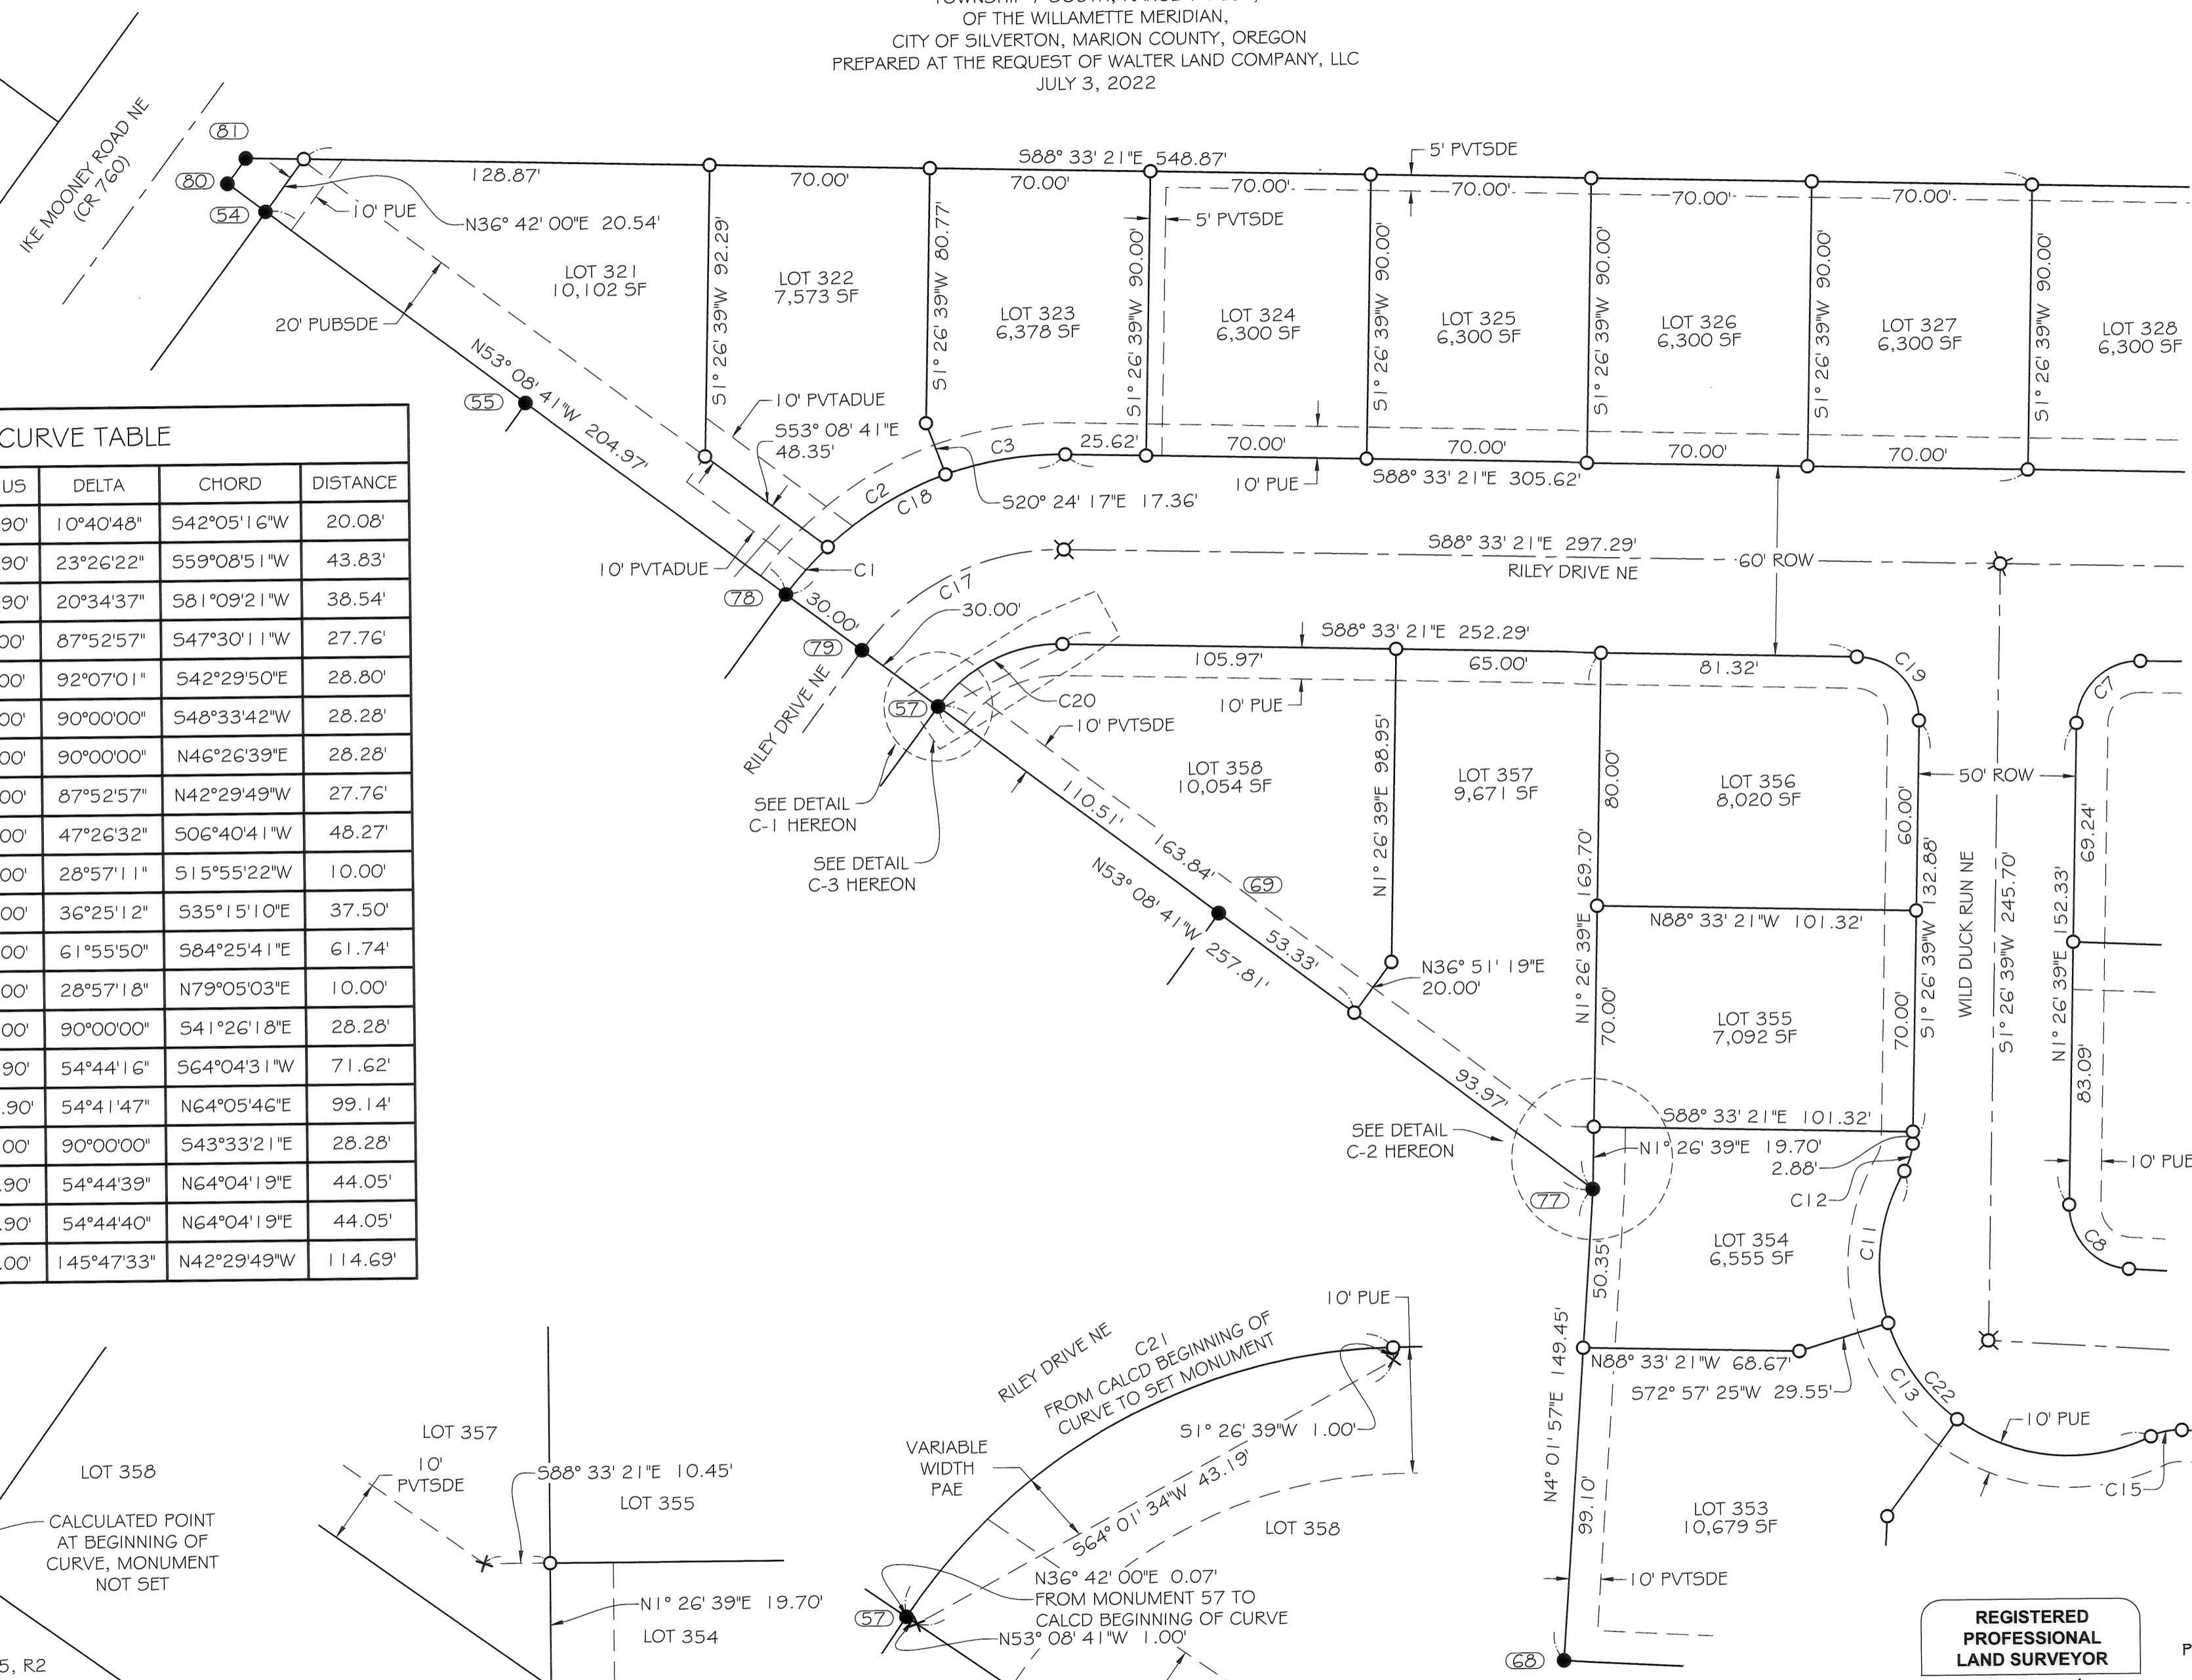 OF THE WILLAMETTE MERIDIAN,
CITY OF SILVERTON, MARION COUNTY, OREGON
PREPARED AT THE REQUEST OF WALTER LAND COMPANY, LLC
JULY 3, 2022
IKE MOONEY ROAD NE
(CR 760)
81
80
54
10' PUE
N36° 42' 00"E 20.54'
128.87'
70.00'
S88° 33' 21"E 548.87'
70.00'
5' PVTSDE
70.00'
70.00'
70.00'
70.00'
5' PVTSDE
LOT 321
10,102 SF
S1° 26' 39"W 92.29'
LOT 322
7,573 SF
S1° 26' 39"W 80.77'
LOT 323
6,378 SF
S1° 26' 39"W 90.00'
LOT 324
6,300 SF
S1° 26' 39"W 90.00'
LOT 325
6,300 SF
S1° 26' 39"W 90.00'
LOT 326
6,300 SF
S1° 26' 39"W 90.00'
LOT 327
6,300 SF
S1° 26' 39"W 90.00'
LOT 328
6,300 SF
20' PUBSDE
N53° 08' 41"W 204.97'
55
10' PVTADUE
S53° 08' 41"E
48.35'
C2
C18
C3
25.62'
70.00'
70.00'
70.00'
70.00'
10' PUE
S88° 33' 21"E 305.62'
S20° 24' 17"E 17.36'
10' PVTADUE
C1
78
30.00'
C17
79
30.00'
S88° 33' 21"E 297.29'
RILEY DRIVE NE
60' ROW
RILEY DRIVE NE
57
C20
S88° 33' 21"E 252.29'
105.97'
65.00'
81.32'
10' PUE
C19
C7
10' PVTSDE
SEE DETAIL
C-1 HEREON
SEE DETAIL
C-3 HEREON
LOT 358
10,054 SF
110.51'
163.84'
N53° 08' 41"W 257.81'
69
53.33'
N1° 26' 39"E 98.95'
N36° 51' 19"E
20.00'
93.97'
LOT 357
9,671 SF
80.00'
N1° 26' 39"E 169.70'
70.00'
LOT 356
8,020 SF
60.00'
50' ROW
N88° 33' 21"W 101.32'
S1° 26' 39"W 132.88'
70.00'
WILD DUCK RUN NE
S1° 26' 39"W 245.70'
69.24'
N1° 26' 39"E 152.33'
83.09'
LOT 355
7,092 SF
S88° 33' 21"E 101.32'
SEE DETAIL
C-2 HEREON
N1° 26' 39"E 19.70'
2.88'
C12
10' PUE
77
C11
C8
LOT 354
6,555 SF
50.35'
N4° 01' 57"E 149.45'
N88° 33' 21"W 68.67'
S72° 57' 25"W 29.55'
C13
C22
10' PUE
C15
99.10'
LOT 353
10,679 SF
10' PVTSDE
68
CURVE TABLE
US DELTA CHORD DISTANCE
90' 10°40'48" S42°05'16"W 20.08'
90' 23°26'22" S59°08'51"W 43.83'
90' 20°34'37" S81°09'21"W 38.54'
00' 87°52'57" S47°30'11"W 27.76'
00' 92°07'01" S42°29'50"E 28.80'
00' 90°00'00" S48°33'42"W 28.28'
00' 90°00'00" N46°26'39"E 28.28'
00' 87°52'57" N42°29'49"W 27.76'
00' 47°26'32" S06°40'41"W 48.27'
00' 28°57'11" S15°55'22"W 10.00'
00' 36°25'12" S35°15'10"E 37.50'
00' 61°55'50" S84°25'41"E 61.74'
00' 28°57'18" N79°05'03"E 10.00'
00' 90°00'00" S41°26'18"E 28.28'
90' 54°44'16" S64°04'31"W 71.62'
.90' 54°41'47" N64°05'46"E 99.14'
00' 90°00'00" S43°33'21"E 28.28'
.90' 54°44'39" N64°04'19"E 44.05'
.90' 54°44'40" N64°04'19"E 44.05'
.00' 145°47'33" N42°29'49"W 114.69'
LOT 358
CALCULATED POINT
AT BEGINNING OF
CURVE, MONUMENT
NOT SET
5, R2
LOT 357
10'
PVTSDE
S88° 33' 21"E 10.45'
LOT 355
N1° 26' 39"E 19.70'
LOT 354
RILEY DRIVE NE
C21
FROM CALCD BEGINNING OF
CURVE TO SET MONUMENT
10' PUE
VARIABLE
WIDTH
PAE
S1° 26' 39"W 1.00'
S64° 01' 34"W 43.19'
LOT 358
N36° 42' 00"E 0.07'
FROM MONUMENT 57 TO
CALCD BEGINNING OF CURVE
57
N53° 08' 41"W 1.00'
REGISTERED
PROFESSIONAL
LAND SURVEYOR